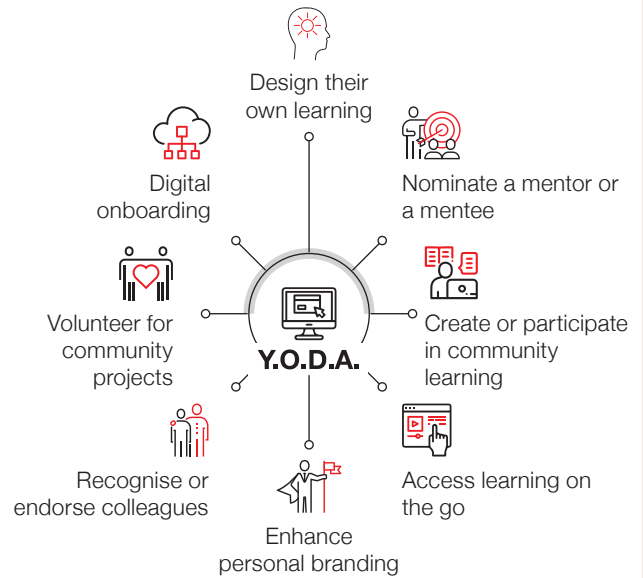 Design their
own learning
Digital
onboarding
Nominate a mentor or
a mentee
Volunteer for
community
projects
Y.O.D.A.
Create or participate
in community
learning
Recognise or
endorse colleagues
Access learning on
the go
Enhance
personal branding